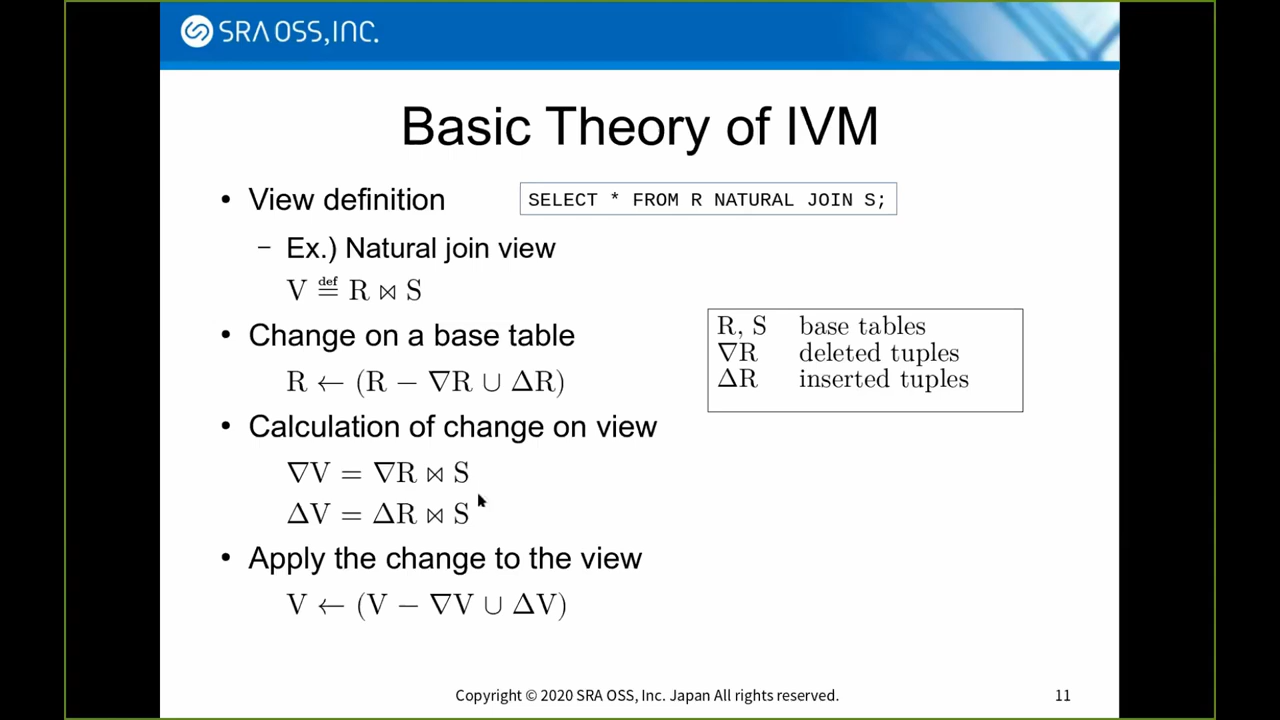 SRA OSS, INC.
Basic Theory of IVM
• View definition
SELECT * FROM R NATURAL JOIN S;
– Ex.) Natural join view
V ≝ R ⋈ S
• Change on a base table
R ← (R − ∇R ∪ ΔR)
R, S base tables
∇R deleted tuples
ΔR inserted tuples
• Calculation of change on view
∇V = ∇R ⋈ S
ΔV = ΔR ⋈ S
• Apply the change to the view
V ← (V − ∇V ∪ ΔV)
Copyright © 2020 SRA OSS, Inc. Japan All rights reserved.
11